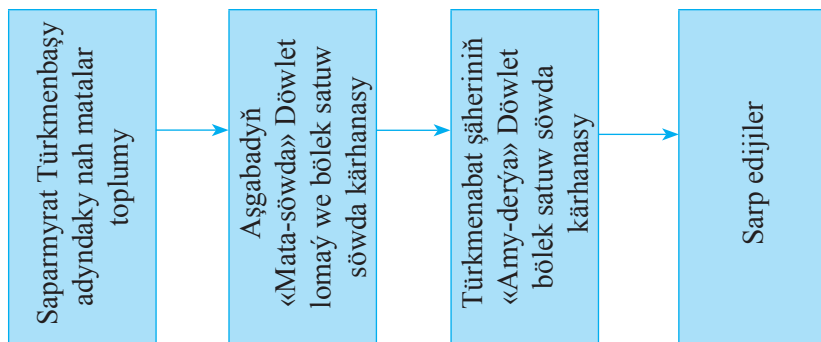 Saparmyrat Türkmenbaşy
adyndaky nah matalar
toplumy
Aşgabadyň
«Mata-söwda» Döwlet
lomaý we bölek satuw
söwda kärhanasy
Türkmenabat şäheriniň
«Amy-derýa» Döwlet
bölek satuw söwda
kärhanasy
Sarp edijiler